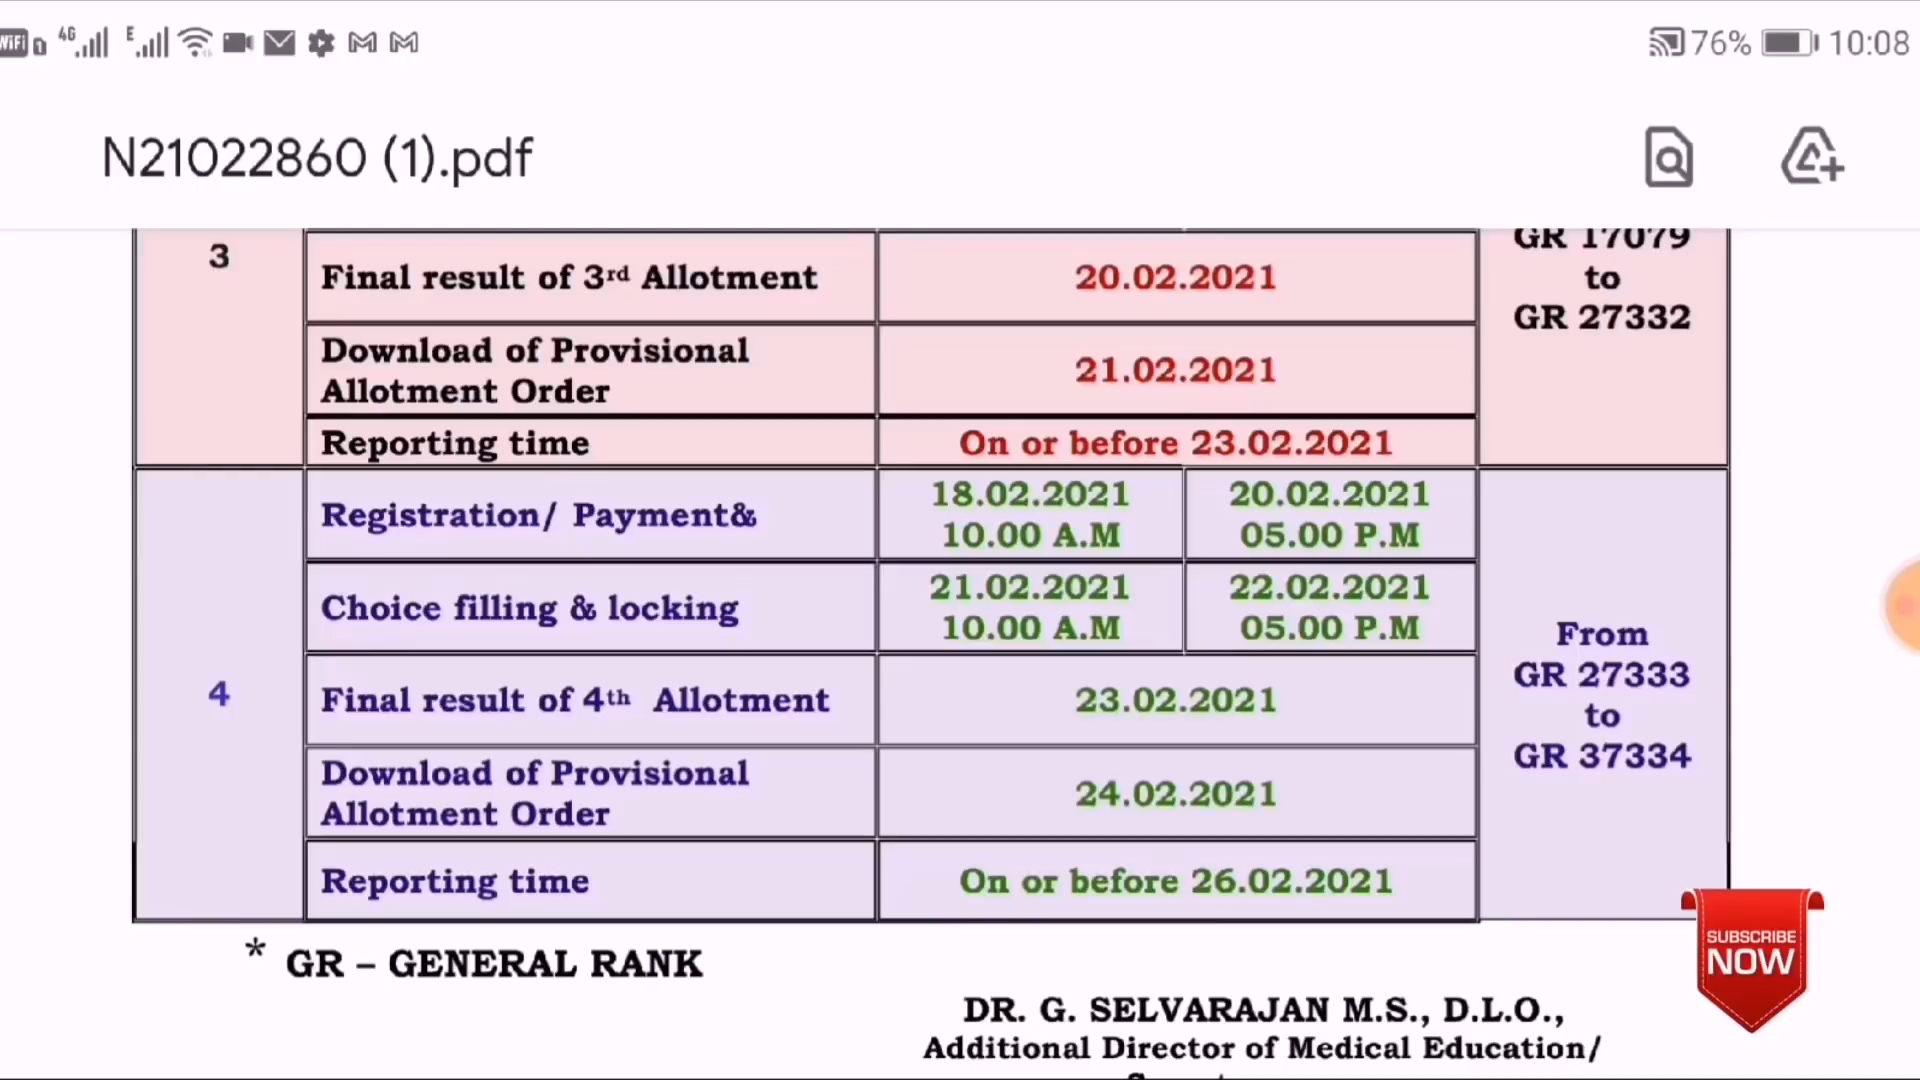 WiFi 1 4G E 76% 10:08
N21022860 (1).pdf
3
Final result of 3rd Allotment
20.02.2021
GR 17079
to
GR 27332
Download of Provisional
Allotment Order
21.02.2021
Reporting time
On or before 23.02.2021
4
Registration/ Payment&
18.02.2021
10.00 A.M
20.02.2021
05.00 P.M
Choice filling & locking
21.02.2021
10.00 A.M
22.02.2021
05.00 P.M
Final result of 4th Allotment
23.02.2021
Download of Provisional
Allotment Order
24.02.2021
Reporting time
On or before 26.02.2021
From
GR 27333
to
GR 37334
* GR – GENERAL RANK
SUBSCRIBE
NOW
DR. G. SELVARAJAN M.S., D.L.O.,
Additional Director of Medical Education/